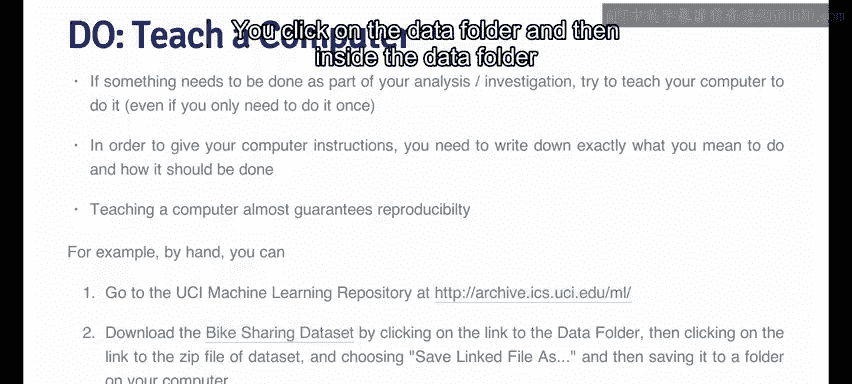 DO: Teach a Computer
You click on the data folder and then
inside the data folder
· If something needs to be done as part of your analysis / investigation, try to teach your computer to
do it (even if you only need to do it once)
· In order to give your computer instructions, you need to write down exactly what you mean to do
and how it should be done
· Teaching a computer almost guarantees reproducibilty
For example, by hand, you can
1. Go to the UCI Machine Learning Repository at http://archive.ics.uci.edu/ml/
2. Download the Bike Sharing Dataset by clicking on the link to the Data Folder, then clicking on the
link to the zip file of dataset, and choosing "Save Linked File As..." and then saving it to a folder
on your computer